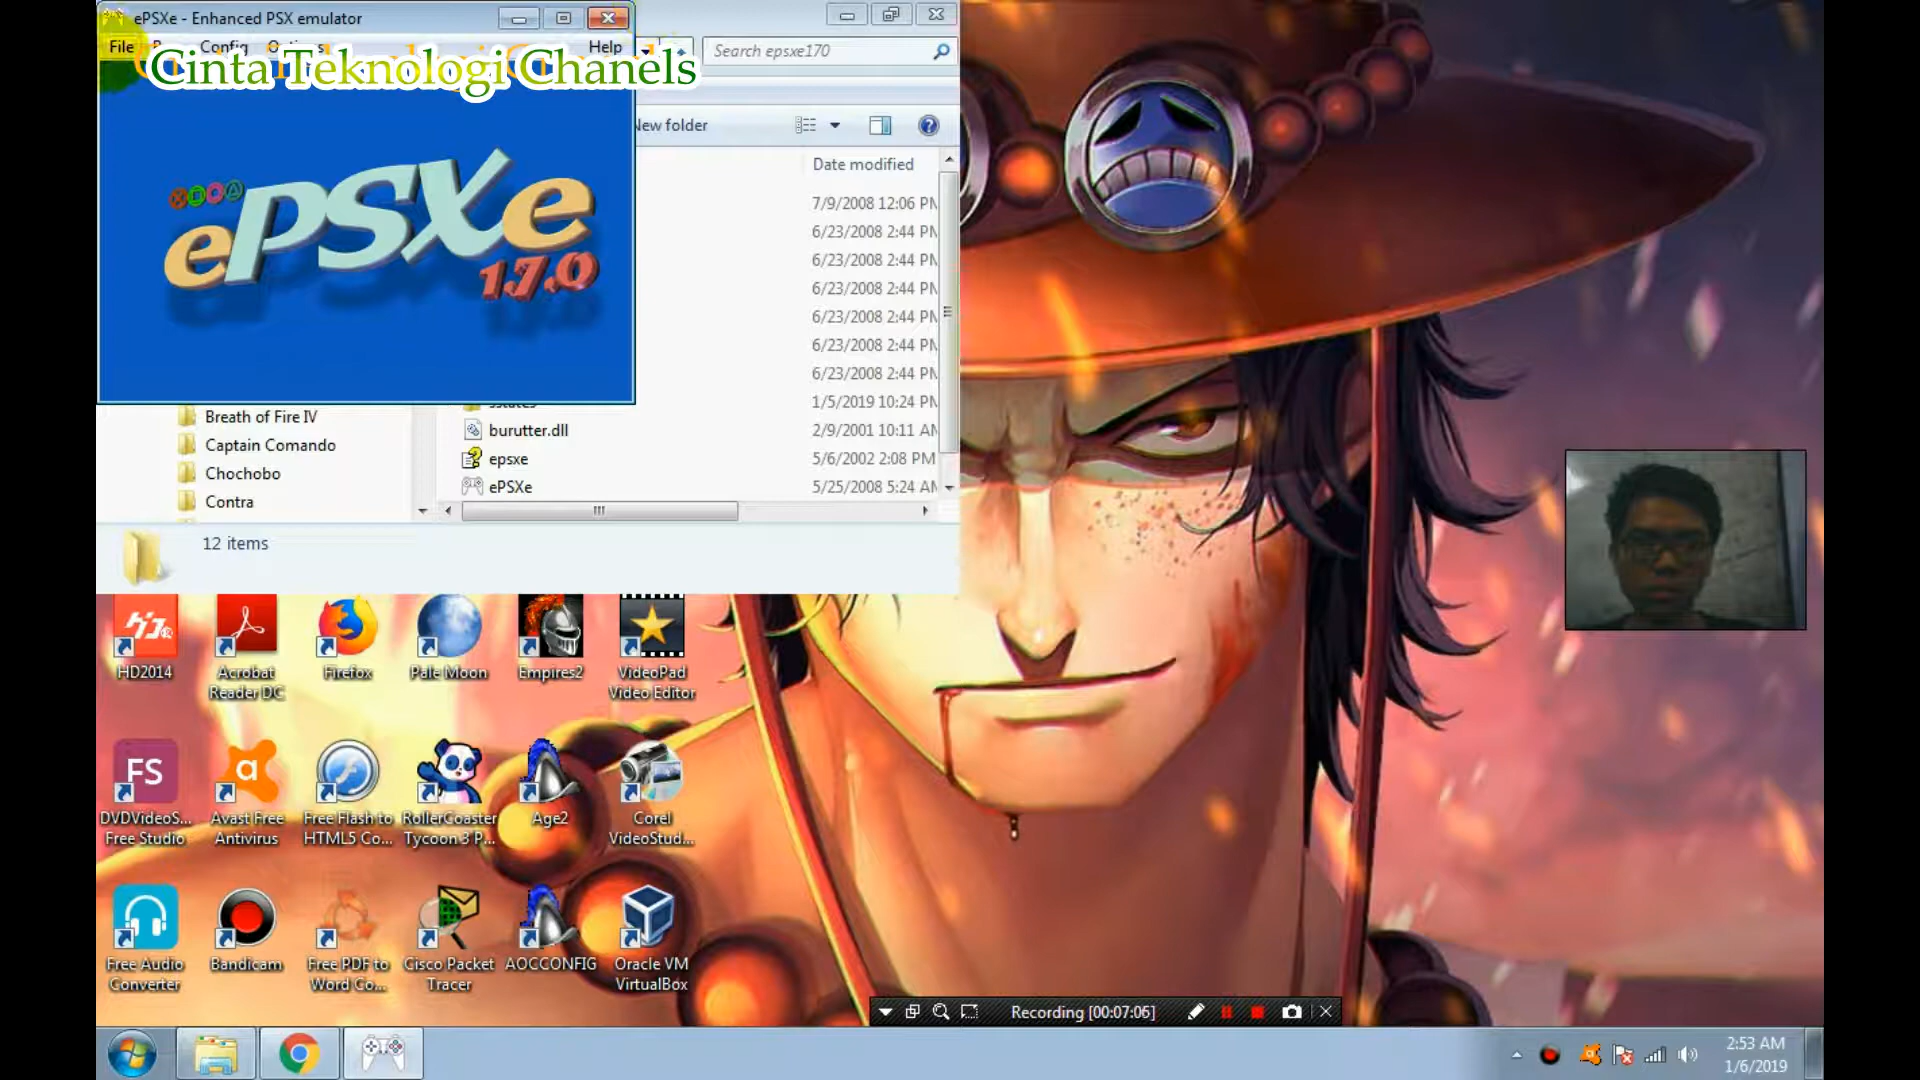 ePSXe - Enhanced PSX emulator
File Config Options Help
Cinta Teknologi Chanels
Search epsxe170
New folder
ePSXe
1.7.0
Date modified
7/9/2008 12:06 PM
6/23/2008 2:44 PM
6/23/2008 2:44 PM
6/23/2008 2:44 PM
6/23/2008 2:44 PM
6/23/2008 2:44 PM
6/23/2008 2:44 PM
sstates 1/5/2019 10:24 PM
Breath of Fire IV
burutter.dll 2/9/2001 10:11 AM
Captain Comando
epsxe 5/6/2002 2:08 PM
Chochobo
ePSXe 5/25/2008 5:24 AM
Contra
12 items
HD2014
Acrobat
Reader DC
Firefox
Pale Moon
Empires2
VideoPad
Video Editor
FS
DVDVideoS...
Free Studio
Avast Free
Antivirus
Free Flash to
HTML5 Co...
RollerCoaster
Tycoon 3 P...
Age2
Corel
VideoStud...
Free Audio
Converter
Bandicam
Free PDF to
Word Co...
Cisco Packet
Tracer
AOCCONFIG
Oracle VM
VirtualBox
Recording [00:07:05]
2:53 AM
1/6/2019